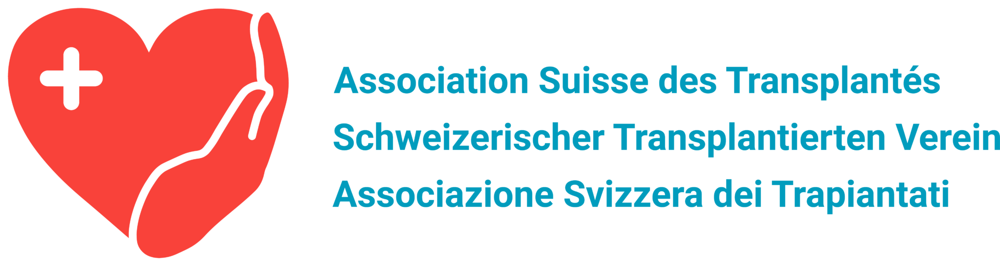 Association Suisse des Transplantés
Schweizerischer Transplantierten Verein
Associazione Svizzera dei Trapiantati